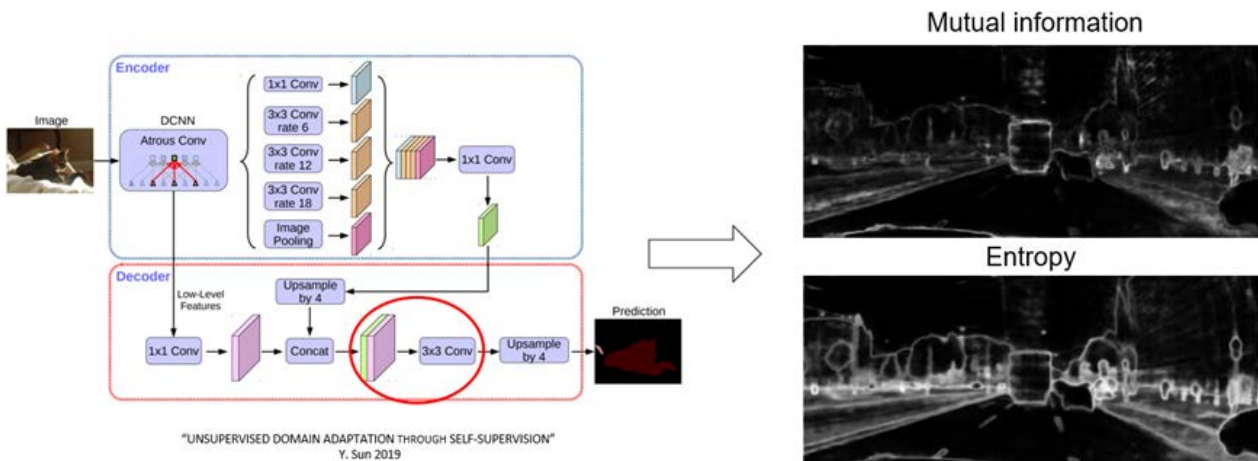 Mutual information
Encoder
Image
DCNN
Atrous Conv
1x1 Conv
3x3 Conv
rate 6
3x3 Conv
rate 12
3x3 Conv
rate 18
Image
Pooling
1x1 Conv
Entropy
Decoder
Low-Level
Features
Upsample
by 4
Prediction
1x1 Conv
Concat
3x3 Conv
Upsample
by 4
"UNSUPERVISED DOMAIN ADAPTATION THROUGH SELF-SUPERVISION"
Y. Sun 2019